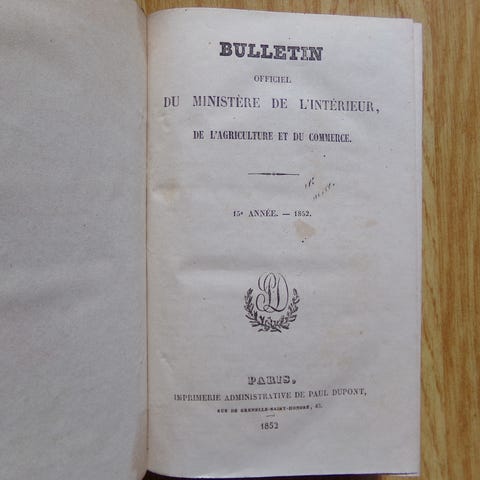 BULLETIN
OFFICIEL
DU MINISTÈRE DE L'INTÉRIEUR,
DE L'AGRICULTURE ET DU COMMERCE.
15e ANNÉE. — 1852.
PD
PARIS,
IMPRIMERIE ADMINISTRATIVE DE PAUL DUPONT,
RUE DE GRENELLE-SAINT-HONORÉ, 45.
1852